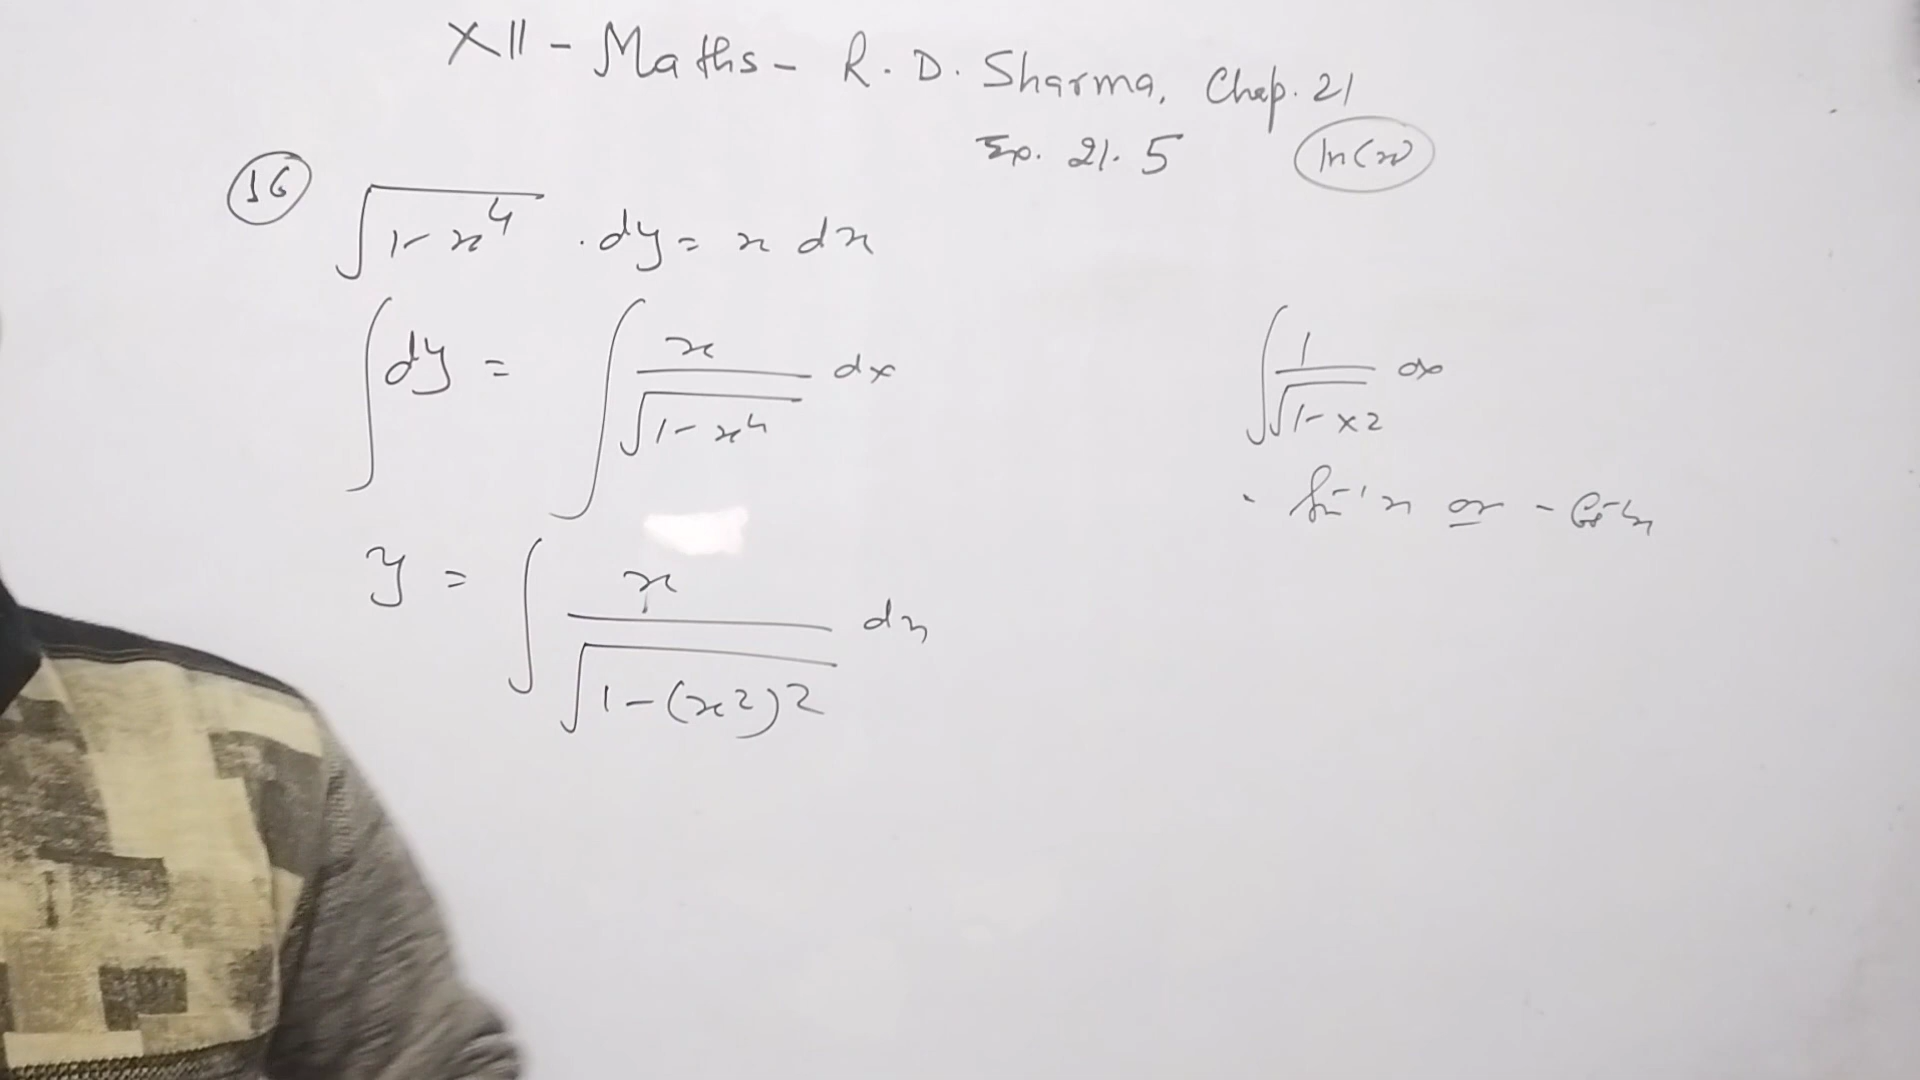 XII - Maths - R. D. Sharma, Chap. 21
Ex. 21.5
ln(x)
16
√(1-x⁴) . dy = x dx
∫ dy = ∫ x/√(1-x⁴) dx
y = ∫ x/√(1-(x²)²) dx
∫ 1/√(1-x²) dx
= Sin⁻¹x or - Cos⁻¹x